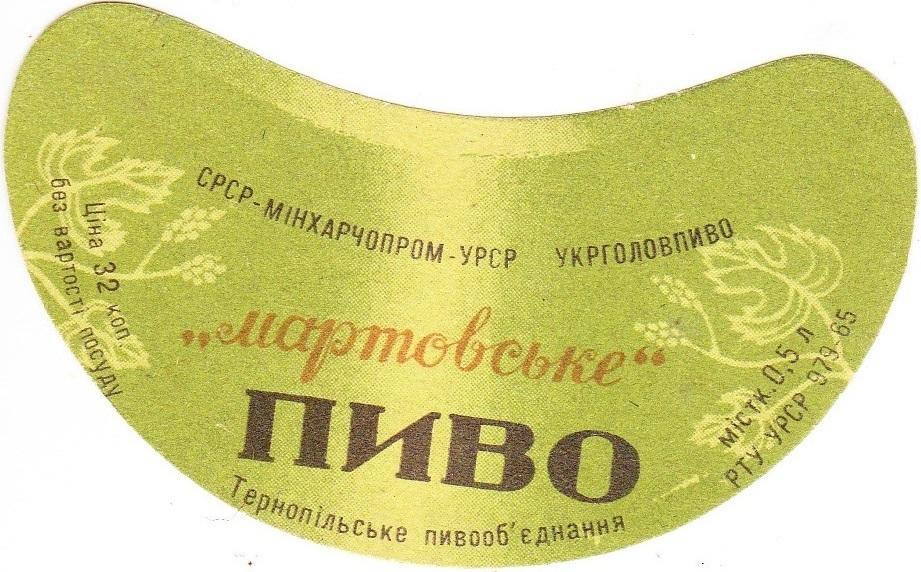 СРСР-МІНХАРЧОПРОМ-УРСР УКРГОЛОВПИВО
Ціна 32 коп.
без вартості посуду
„мартовське“
ПИВО
містк. 0,5 л
РТУ УРСР 979-65
Тернопільське пивооб'єднання